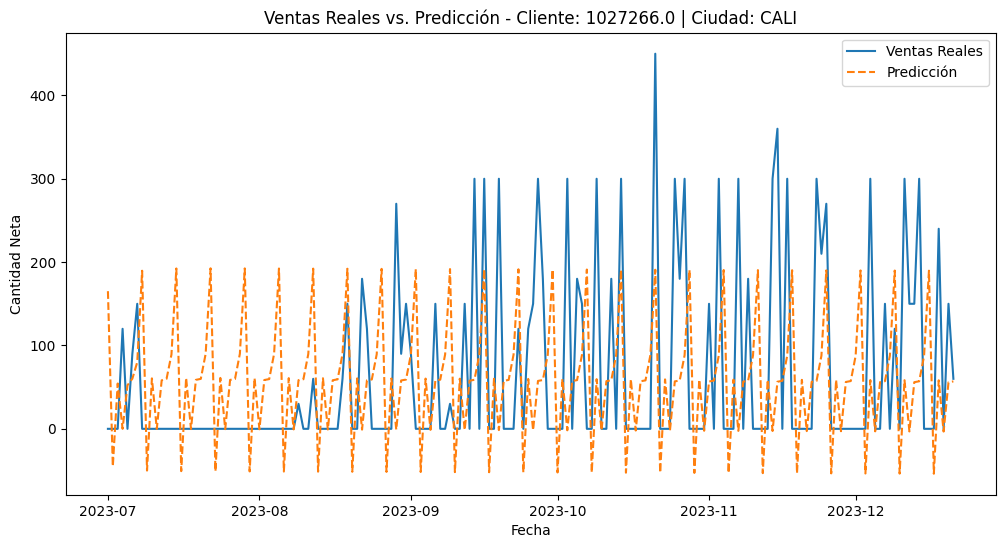 Ventas Reales vs. Predicción - Cliente: 1027266.0 | Ciudad: CALI
Ventas Reales
Predicción
Cantidad Neta
400
300
200
100
0
2023-07
2023-08
2023-09
2023-10
2023-11
2023-12
Fecha